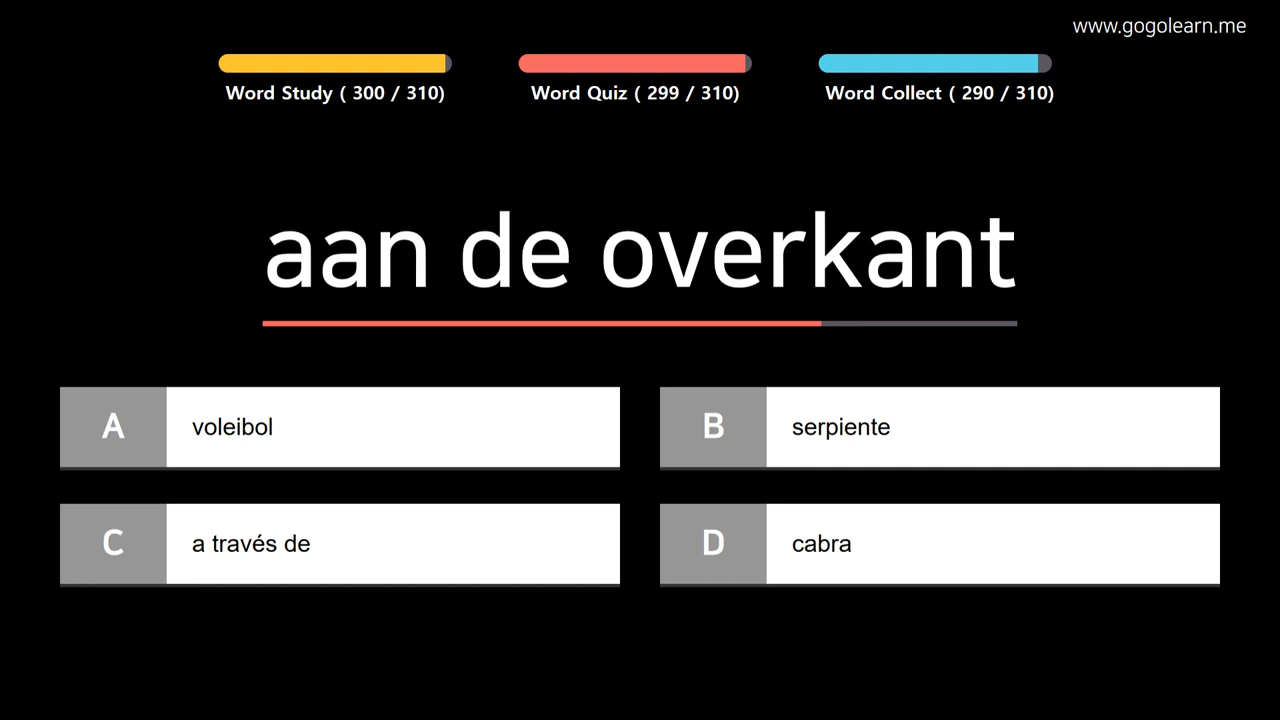 www.gogolearn.me
Word Study ( 300 / 310)
Word Quiz ( 299 / 310)
Word Collect ( 290 / 310)
aan de overkant
A voleibol
B serpiente
C a través de
D cabra